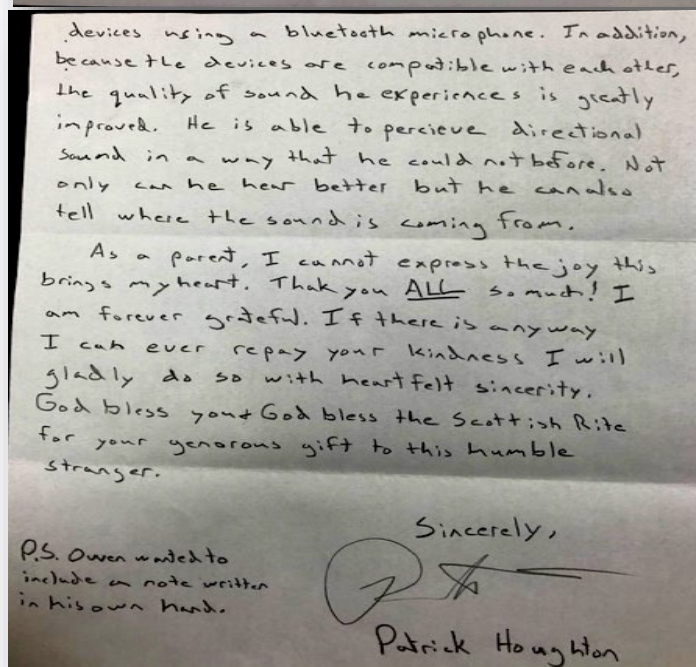 devices using a bluetooth microphone. In addition,
because the devices are compatible with each other,
the quality of sound he experiences is greatly
improved. He is able to percieve directional
sound in a way that he could not before. Not
only can he hear better but he can also
tell where the sound is coming from.
As a parent, I cannot express the joy this
brings my heart. Thak you ALL so much! I
am forever grateful. If there is any way
I can ever repay your kindness I will
gladly do so with heartfelt sincerity.
God bless you + God bless the Scottish Rite
for your genorous gift to this humble
stranger.
Sincerely,
P.S. Owen wanted to
include a note written
in his own hand.
Patrick Houghton